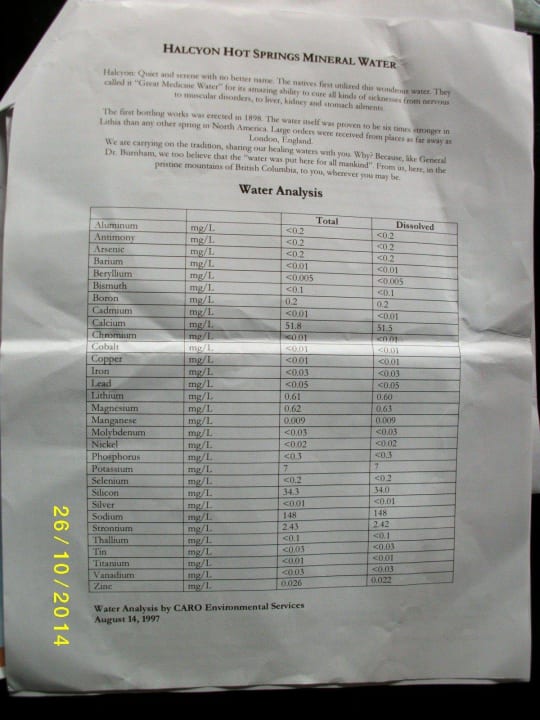 HALCYON HOT SPRINGS MINERAL WATER
Halcyon: Quiet and serene with no better name. The natives first utilized this wondrous water. They
called it "Great Medicine Water" for its amazing ability to cure all kinds of sicknesses from nervous
to muscular disorders, to liver, kidney and stomach ailments.
The first bottling works was erected in 1898. The water itself was proven to be six times stronger in
Lithia than any other spring in North America. Large orders were received from places as far away as
London, England.
We are carrying on the tradition, sharing our healing waters with you. Why? Because, like General
Dr. Burnham, we too believe that the "water was put here for all mankind". From us, here, in the
pristine mountains of British Columbia, to you, wherever you may be.
Water Analysis
Total Dissolved
Aluminum mg/L <0.2 <0.2
Antimony mg/L <0.2 <0.2
Arsenic mg/L <0.2 <0.2
Barium mg/L <0.01 <0.01
Beryllium mg/L <0.005 <0.005
Bismuth mg/L <0.1 <0.1
Boron mg/L 0.2 0.2
Cadmium mg/L <0.01 <0.01
Calcium mg/L 51.8 51.5
Chromium mg/L <0.01 <0.01
Cobalt mg/L <0.01 <0.01
Copper mg/L <0.01 <0.01
Iron mg/L <0.03 <0.03
Lead mg/L <0.05 <0.05
Lithium mg/L 0.61 0.60
Magnesium mg/L 0.62 0.63
Manganese mg/L 0.009 0.009
Molybdenum mg/L <0.03 <0.03
Nickel mg/L <0.02 <0.02
Phosphorus mg/L <0.3 <0.3
Potassium mg/L 7 7
Selenium mg/L <0.2 <0.2
Silicon mg/L 34.3 34.0
Silver mg/L <0.01 <0.01
Sodium mg/L 148 148
Strontium mg/L 2.43 2.42
Thallium mg/L <0.1 <0.1
Tin mg/L <0.03 <0.03
Titanium mg/L <0.01 <0.01
Vanadium mg/L <0.03 <0.03
Zinc mg/L 0.026 0.022
Water Analysis by CARO Environmental Services
August 14, 1997
26/10/2014